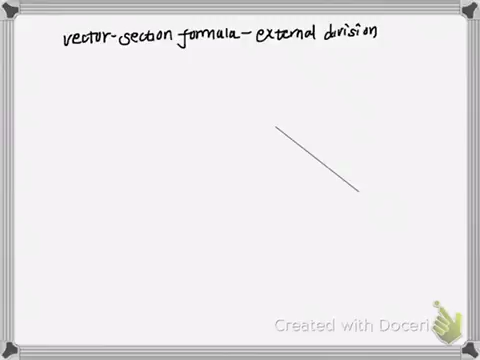 vector-section formula - external division
Created with Doceri